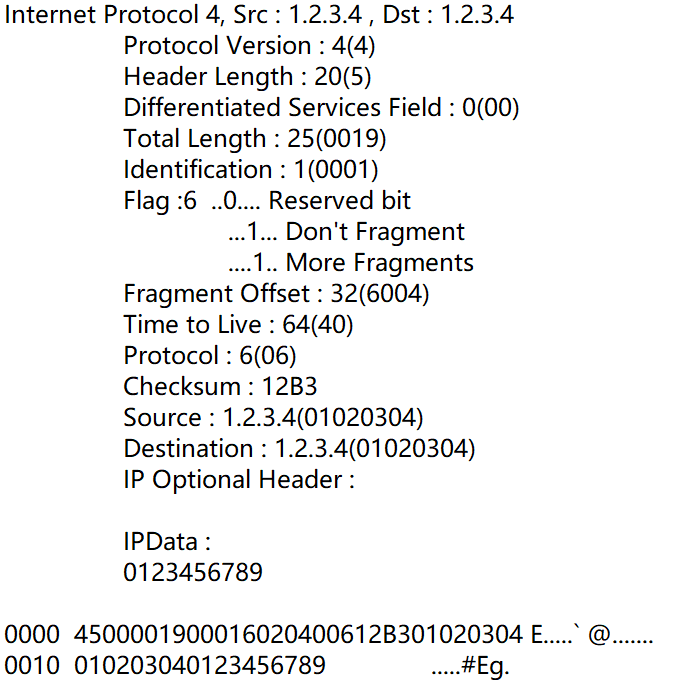 Internet Protocol 4, Src : 1.2.3.4 , Dst : 1.2.3.4
Protocol Version : 4(4)
Header Length : 20(5)
Differentiated Services Field : 0(00)
Total Length : 25(0019)
Identification : 1(0001)
Flag :6 ..0.... Reserved bit
...1... Don't Fragment
....1.. More Fragments
Fragment Offset : 32(6004)
Time to Live : 64(40)
Protocol : 6(06)
Checksum : 12B3
Source : 1.2.3.4(01020304)
Destination : 1.2.3.4(01020304)
IP Optional Header :
IPData :
0123456789
0000 4500001900016020400612B301020304 E.....` @.......
0010 010203040123456789 .....#Eg.